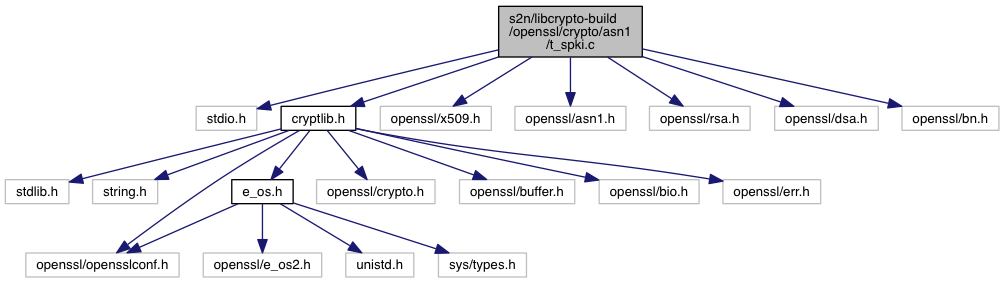 s2n/libcrypto-build
/openssl/crypto/asn1
/t_spki.c
stdio.h
cryptlib.h
openssl/x509.h
openssl/asn1.h
openssl/rsa.h
openssl/dsa.h
openssl/bn.h
stdlib.h
string.h
e_os.h
openssl/crypto.h
openssl/buffer.h
openssl/bio.h
openssl/err.h
openssl/opensslconf.h
openssl/e_os2.h
unistd.h
sys/types.h